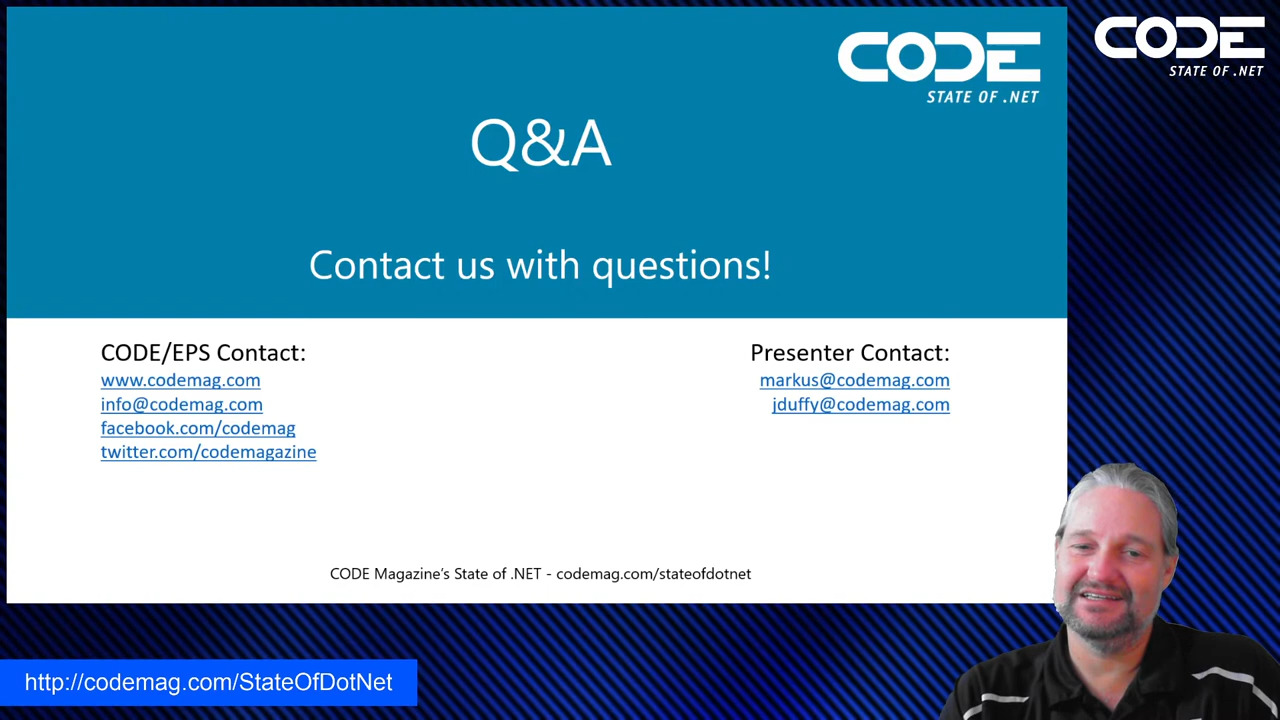 CODE
STATE OF .NET
CODE
STATE OF .NET
Q&A
Contact us with questions!
CODE/EPS Contact:
www.codemag.com
info@codemag.com
facebook.com/codemag
twitter.com/codemagazine
Presenter Contact:
markus@codemag.com
jduffy@codemag.com
CODE Magazine's State of .NET - codemag.com/stateofdotnet
http://codemag.com/StateOfDotNet